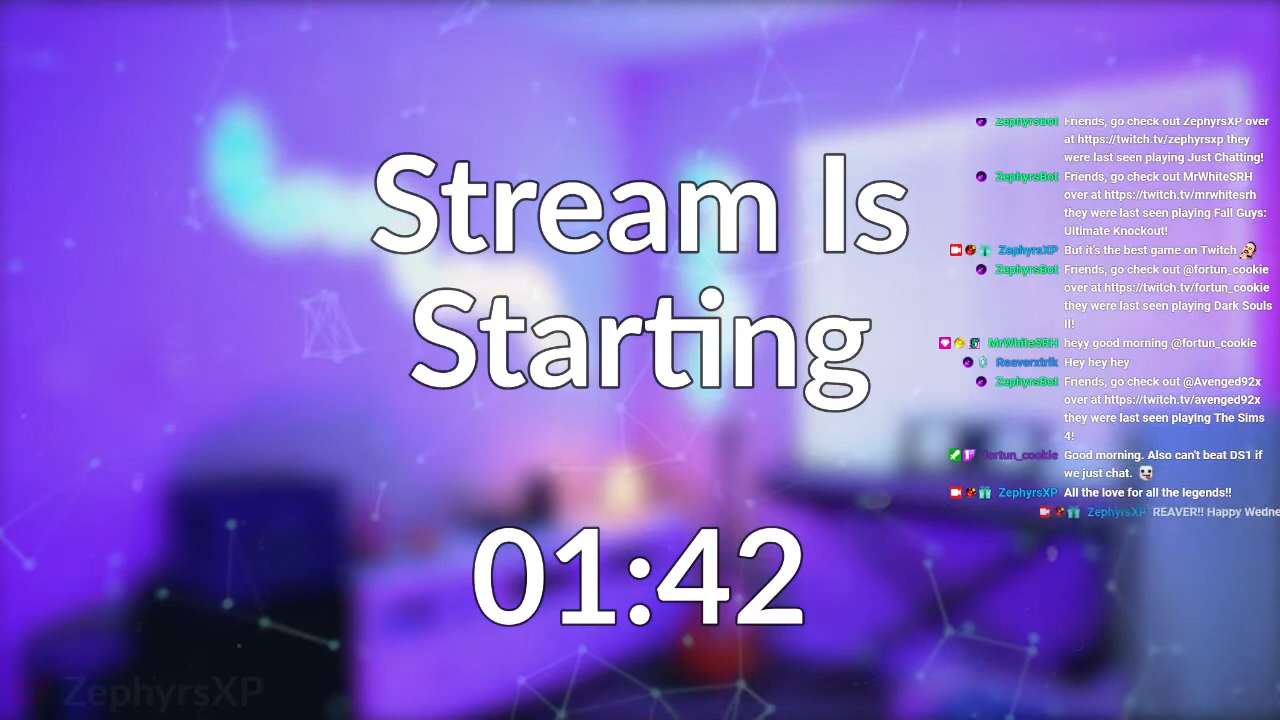 Stream Is
Starting
01:42
ZephyrsBot Friends, go check out ZephyrsXP over
at https://twitch.tv/zephyrsxp they
were last seen playing Just Chatting!
ZephyrsBot Friends, go check out MrWhiteSRH
over at https://twitch.tv/mrwhitesrh
they were last seen playing Fall Guys:
Ultimate Knockout!
ZephyrsXP But it's the best game on Twitch
ZephyrsBot Friends, go check out @fortun_cookie
over at https://twitch.tv/fortun_cookie
they were last seen playing Dark Souls
II!
MrWhiteSRH heyy good morning @fortun_cookie
Reaverxtrik Hey hey hey
ZephyrsBot Friends, go check out @Avenged92x
over at https://twitch.tv/avenged92x
they were last seen playing The Sims
4!
fortun_cookie Good morning. Also can't beat DS1 if
we just chat.
ZephyrsXP All the love for all the legends!!
ZephyrsXP REAVER!! Happy Wedne
ZephyrsXP